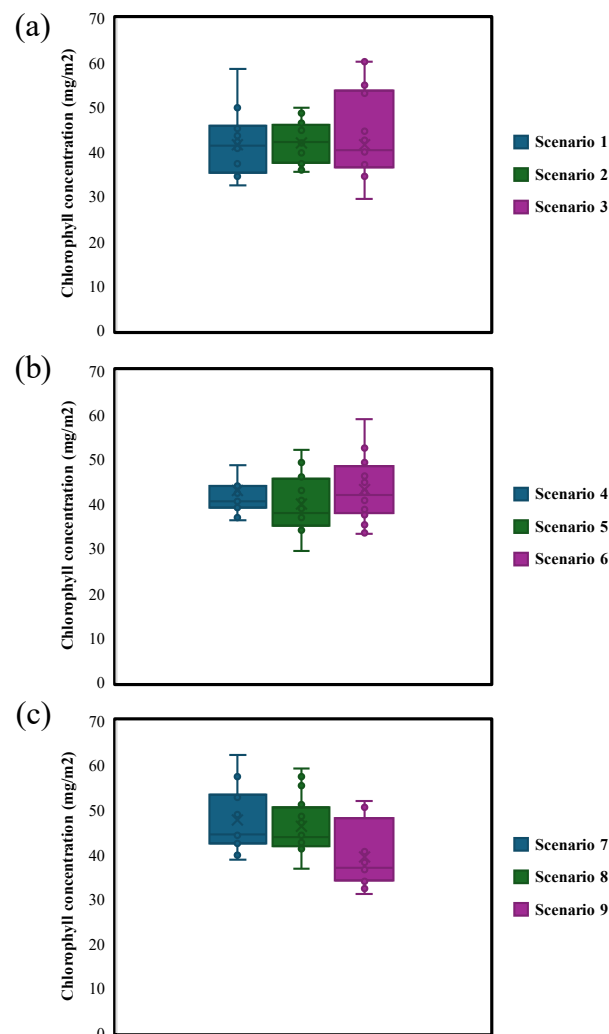 (a)
Chlorophyll concentration (mg/m2)
70
60
50
40
30
20
10
0
Scenario 1
Scenario 2
Scenario 3
(b)
Chlorophyll concentration (mg/m2)
70
60
50
40
30
20
10
0
Scenario 4
Scenario 5
Scenario 6
(c)
Chlorophyll concentration (mg/m2)
70
60
50
40
30
20
10
0
Scenario 7
Scenario 8
Scenario 9